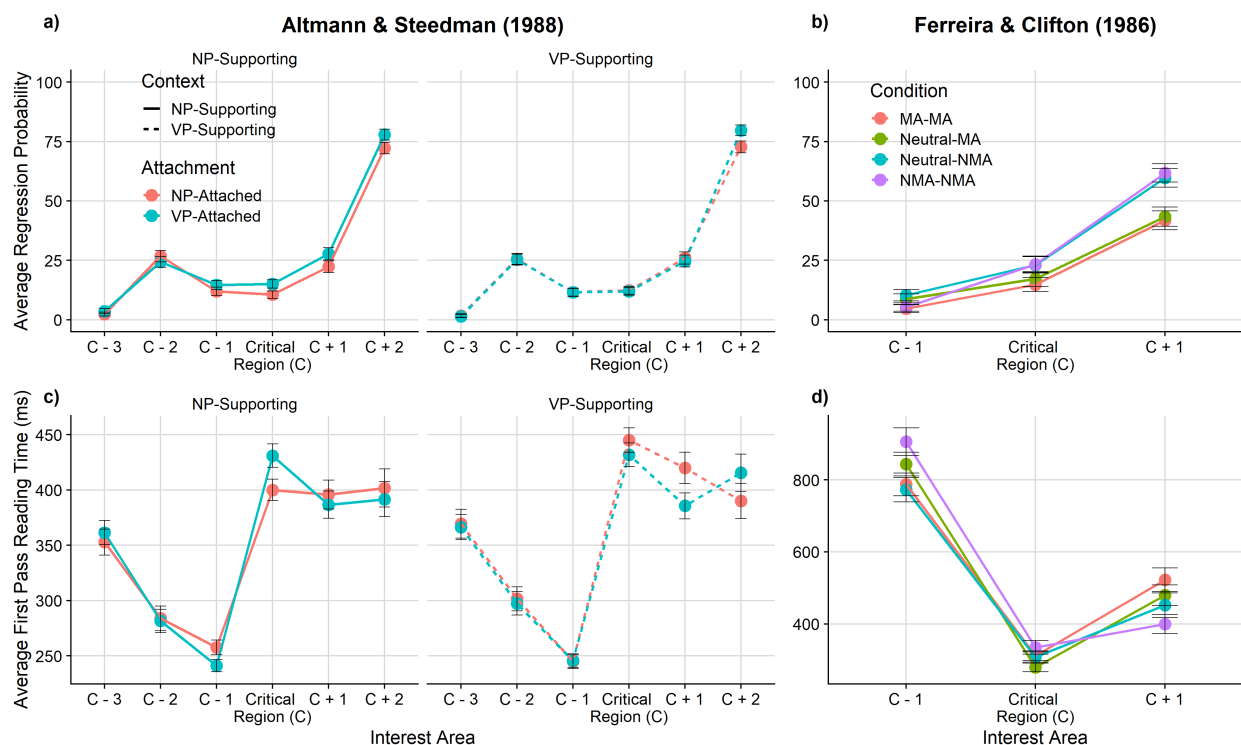 a)
Altmann & Steedman (1988)
b)
Ferreira & Clifton (1986)
NP-Supporting
VP-Supporting
Average Regression Probability
100
75
50
25
0
Context
NP-Supporting
VP-Supporting
Attachment
NP-Attached
VP-Attached
C - 3
C - 2
C - 1
Critical
Region (C)
C + 1
C + 2
C - 3
C - 2
C - 1
Critical
Region (C)
C + 1
C + 2
100
75
50
25
0
Condition
MA-MA
Neutral-MA
Neutral-NMA
NMA-NMA
C - 1
Critical
Region (C)
C + 1
c)
NP-Supporting
VP-Supporting
d)
Average First Pass Reading Time (ms)
450
400
350
300
250
C - 3
C - 2
C - 1
Critical
Region (C)
C + 1
C + 2
C - 3
C - 2
C - 1
Critical
Region (C)
C + 1
C + 2
Interest Area
800
600
400
C - 1
Critical
Region (C)
C + 1
Interest Area